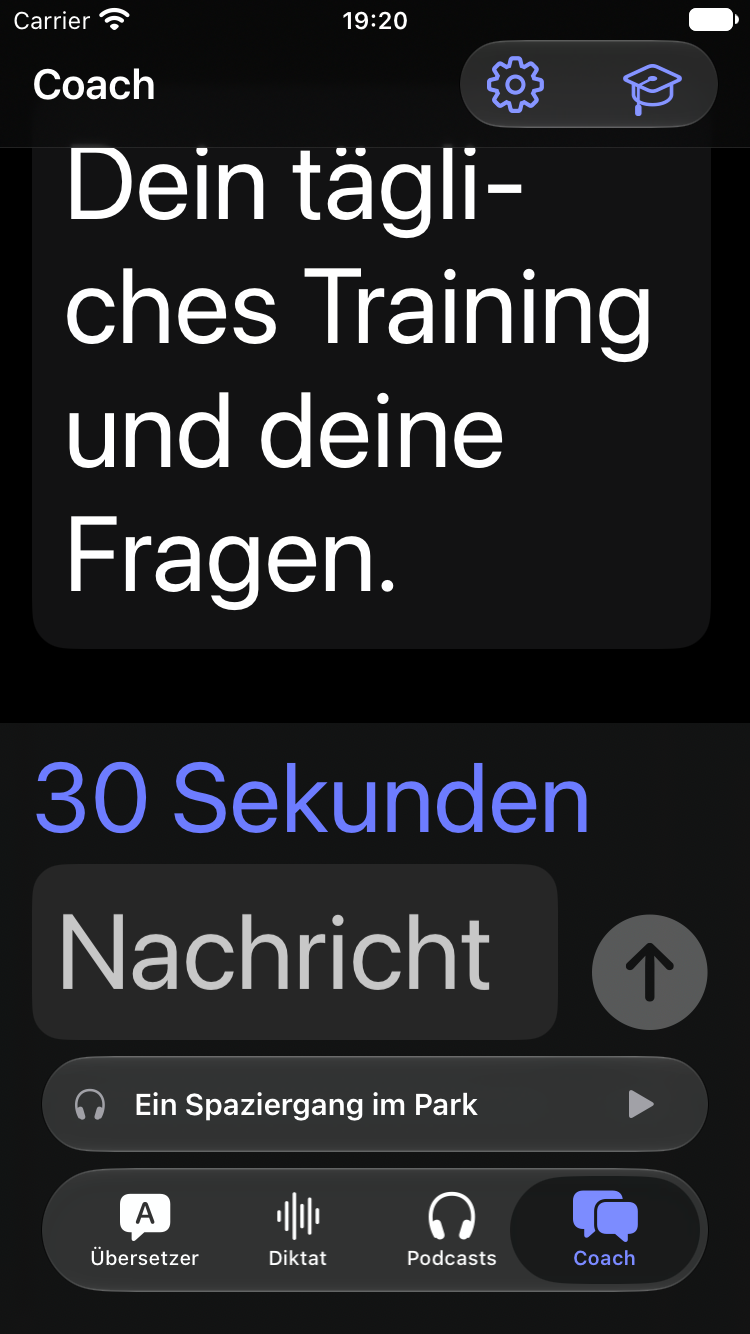 Carrier 19:20
Coach
Dein tägli-
ches Training
und deine
Fragen.
30 Sekunden
Nachricht
Ein Spaziergang im Park
A
Übersetzer Diktat Podcasts Coach